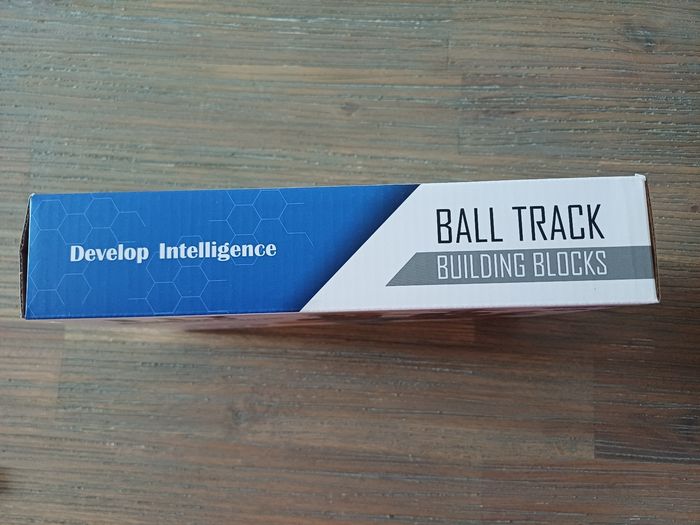 Develop Intelligence
BALL TRACK
BUILDING BLOCKS